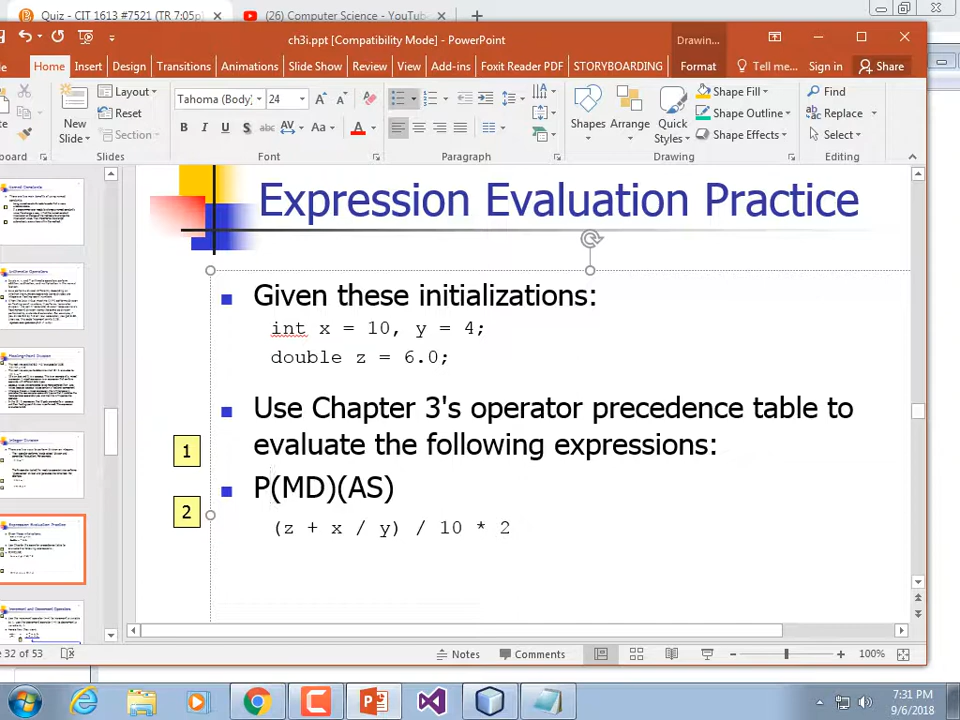 Quiz - CIT 1613 #7521 (TR 7:05p
(26) Computer Science - YouTub
ch3i.ppt [Compatibility Mode] - PowerPoint
Drawin...
Home Insert Design Transitions Animations Slide Show Review View Add-ins Foxit Reader PDF STORYBOARDING Format Tell me... Sign in Share
New Slide
Layout
Reset
Section
Tahoma (Body) 24
B I U S abc AV Aa A
Shapes Arrange Quick Styles
Shape Fill
Shape Outline
Shape Effects
Find
Replace
Select
Slides Font Paragraph Drawing Editing
Expression Evaluation Practice
Given these initializations:
int x = 10, y = 4;
double z = 6.0;
Use Chapter 3's operator precedence table to
evaluate the following expressions:
1
P(MD)(AS)
2
(z + x / y) / 10 * 2
32 of 53
Notes Comments 100%
7:31 PM
9/6/2018